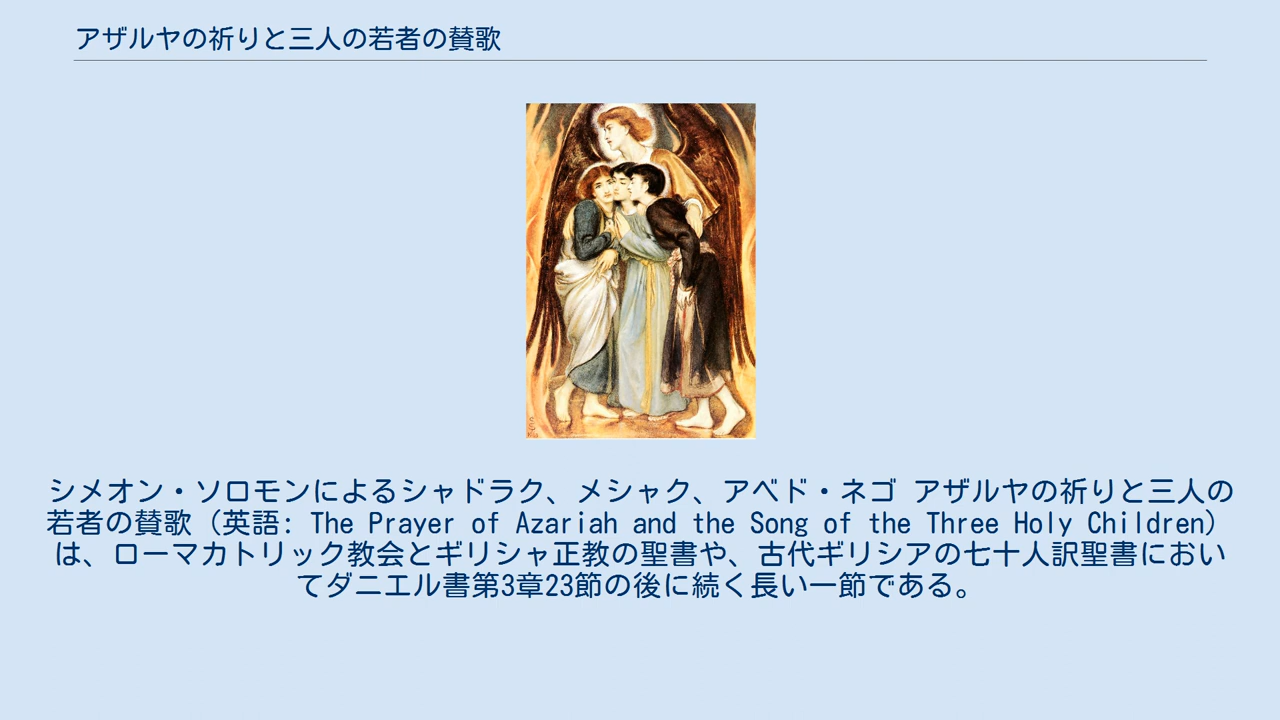 アザルヤの祈りと三人の若者の賛歌
シメオン・ソロモンによるシャドラク、メシャク、アベド・ネゴ アザルヤの祈りと三人の
若者の賛歌（英語: The Prayer of Azariah and the Song of the Three Holy Children）
は、ローマカトリック教会とギリシャ正教の聖書や、古代ギリシアの七十人訳聖書におい
てダニエル書第3章23節の後に続く長い一節である。